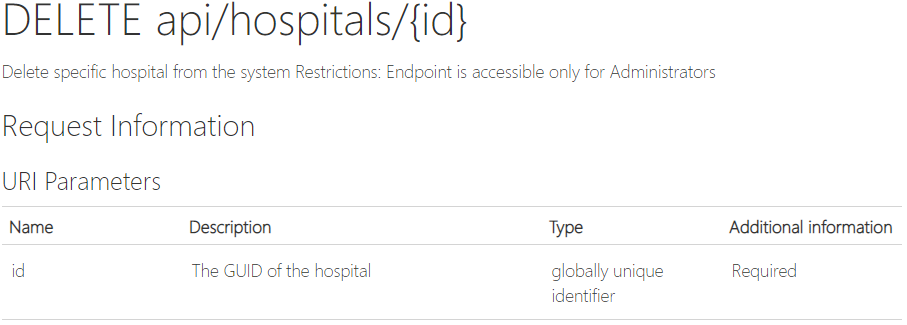 DELETE api/hospitals/{id}
Delete specific hospital from the system Restrictions: Endpoint is accessible only for Administrators
Request Information
URI Parameters
Name Description Type Additional information
id The GUID of the hospital globally unique identifier Required